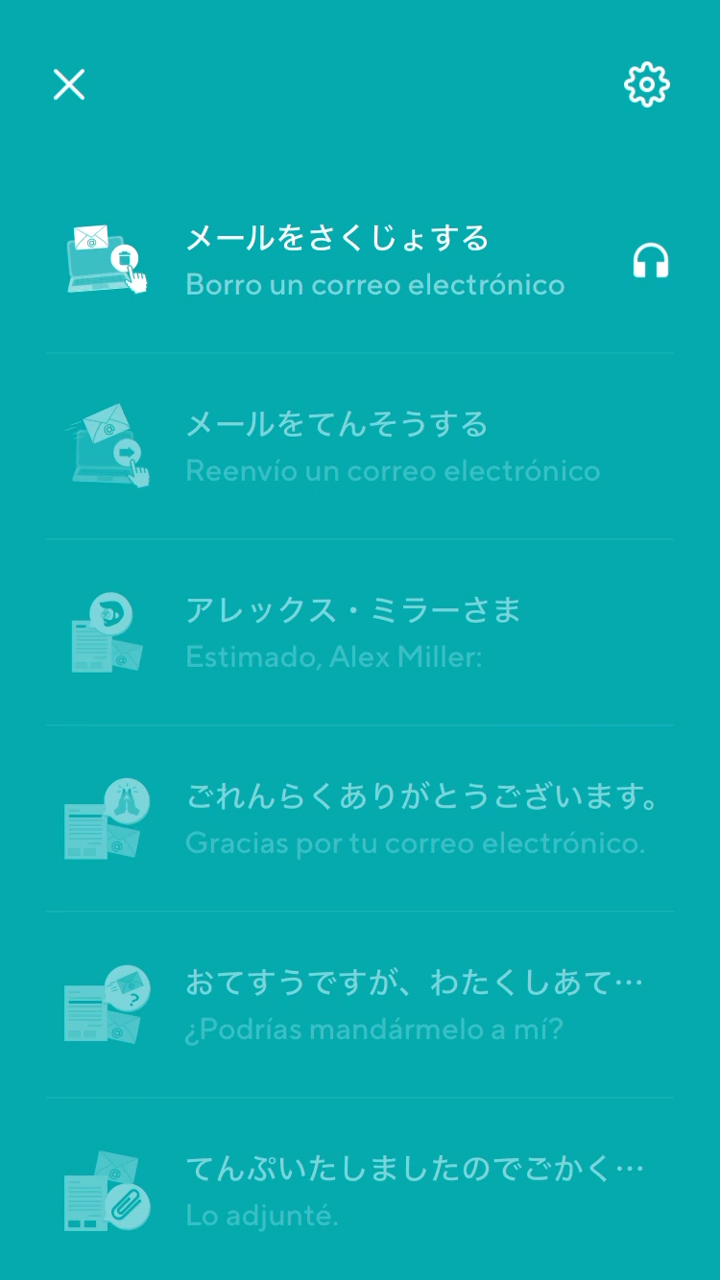 メールをさくじょする
Borro un correo electrónico
メールをてんそうする
Reenvío un correo electrónico
アレックス・ミラーさま
Estimado, Alex Miller:
ごれんらくありがとうございます。
Gracias por tu correo electrónico.
おてすうですが、わたくしあて…
¿Podrías mandármelo a mí?
てんぷいたしましたのでごかく…
Lo adjunté.